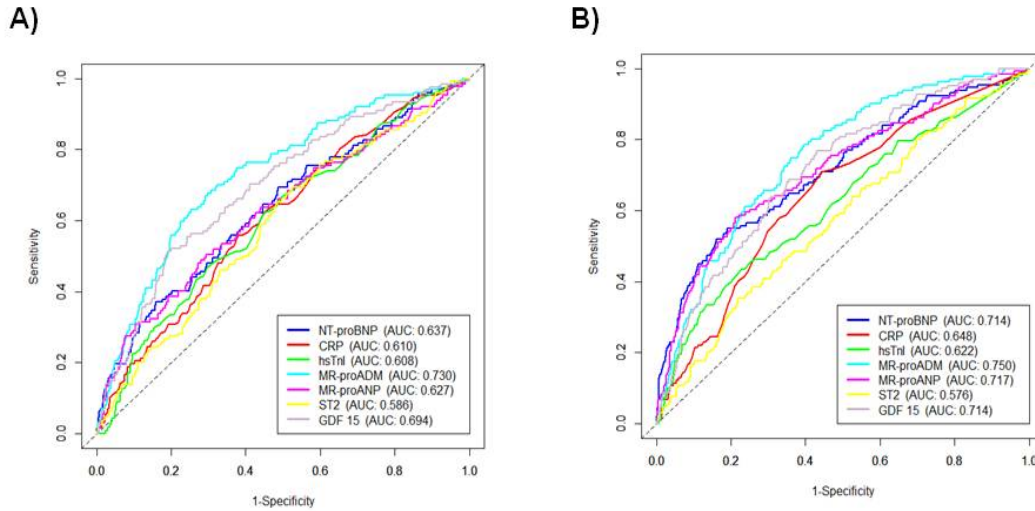 A)
B)
1.0
0.8
0.6
0.4
0.2
0.0
Sensitivity
0.0 0.2 0.4 0.6 0.8 1.0
1-Specificity
NT-proBNP (AUC: 0.637)
CRP (AUC: 0.610)
hsTnI (AUC: 0.608)
MR-proADM (AUC: 0.730)
MR-proANP (AUC: 0.627)
ST2 (AUC: 0.586)
GDF 15 (AUC: 0.694)
1.0
0.8
0.6
0.4
0.2
0.0
Sensitivity
0.0 0.2 0.4 0.6 0.8 1.0
1-Specificity
NT-proBNP (AUC: 0.714)
CRP (AUC: 0.648)
hsTnI (AUC: 0.622)
MR-proADM (AUC: 0.750)
MR-proANP (AUC: 0.717)
ST2 (AUC: 0.576)
GDF 15 (AUC: 0.714)